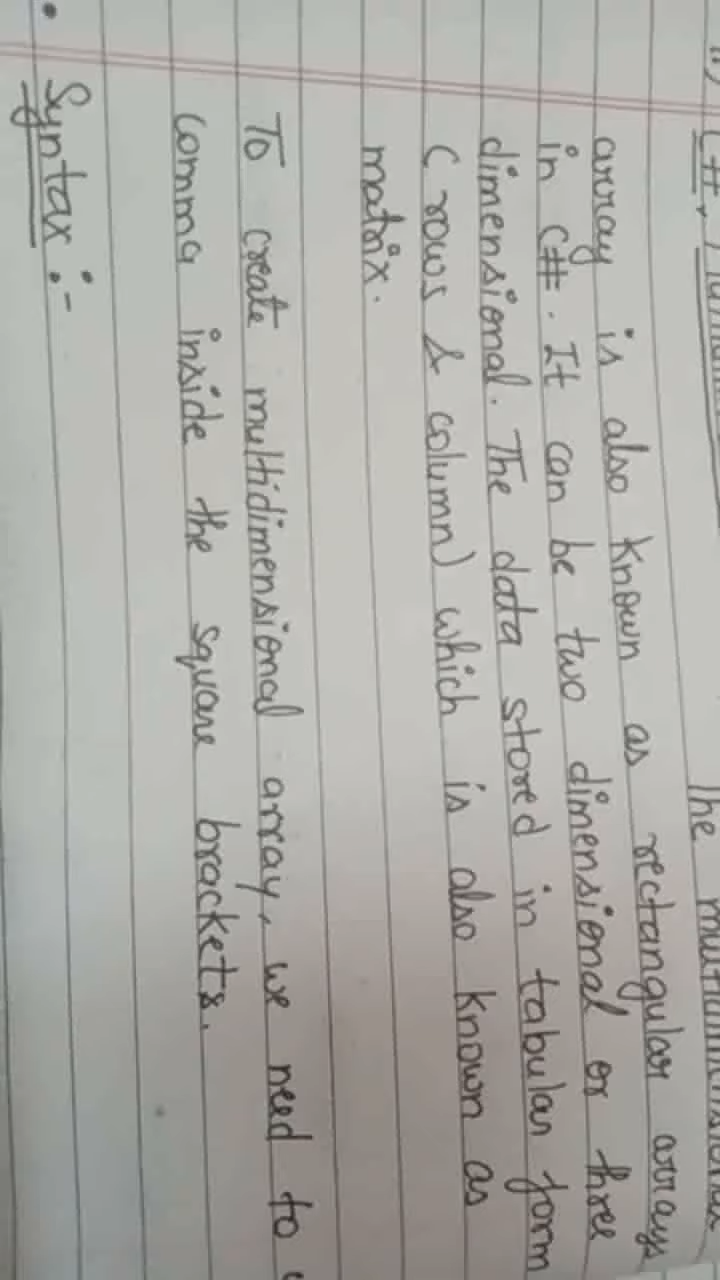 The
array is also known as rectangular arrays
in C#. It can be two dimensional or three
dimensional. The data stored in tabular form
(rows & column) which is also known as
matrix.
To create multidimensional array, we need to
comma inside the square brackets.
• Syntax :-